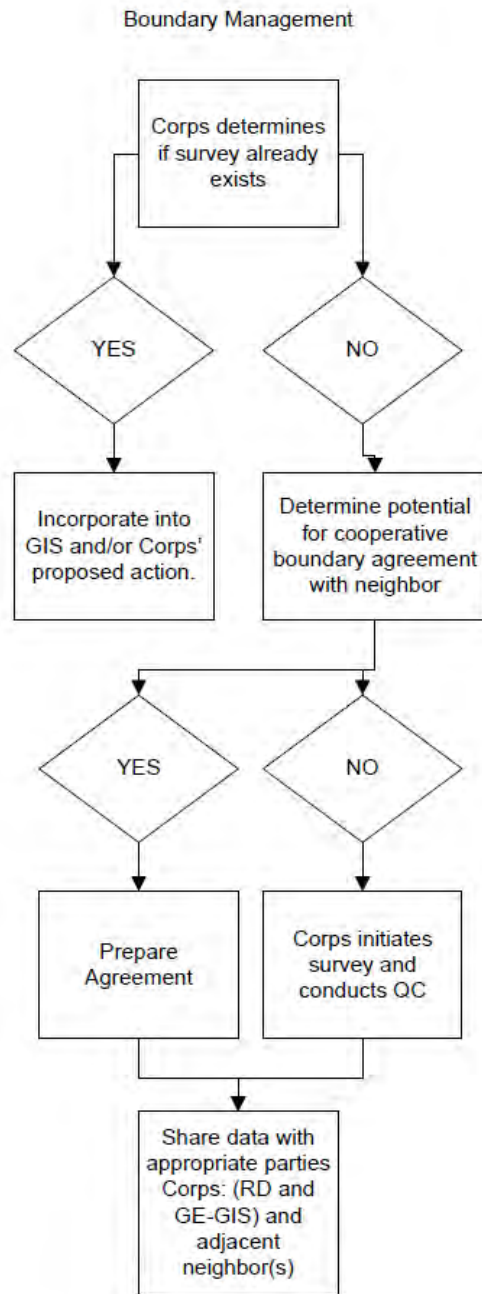 Boundary Management
Corps determines
if survey already
exists
YES
NO
Incorporate into
GIS and/or Corps'
proposed action.
Determine potential
for cooperative
boundary agreement
with neighbor
YES
NO
Prepare
Agreement
Corps initiates
survey and
conducts QC
Share data with
appropriate parties
Corps: (RD and
GE-GIS) and
adjacent
neighbor(s)